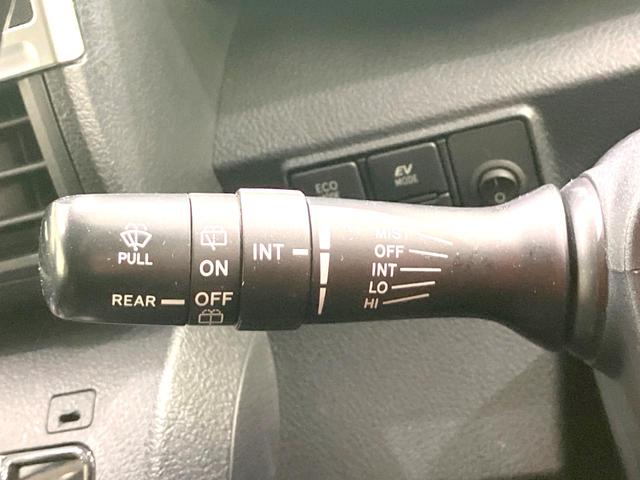 ECO
EV
MODE
PULL
REAR
ON
OFF
INT
MIST
OFF
INT
LO
HI